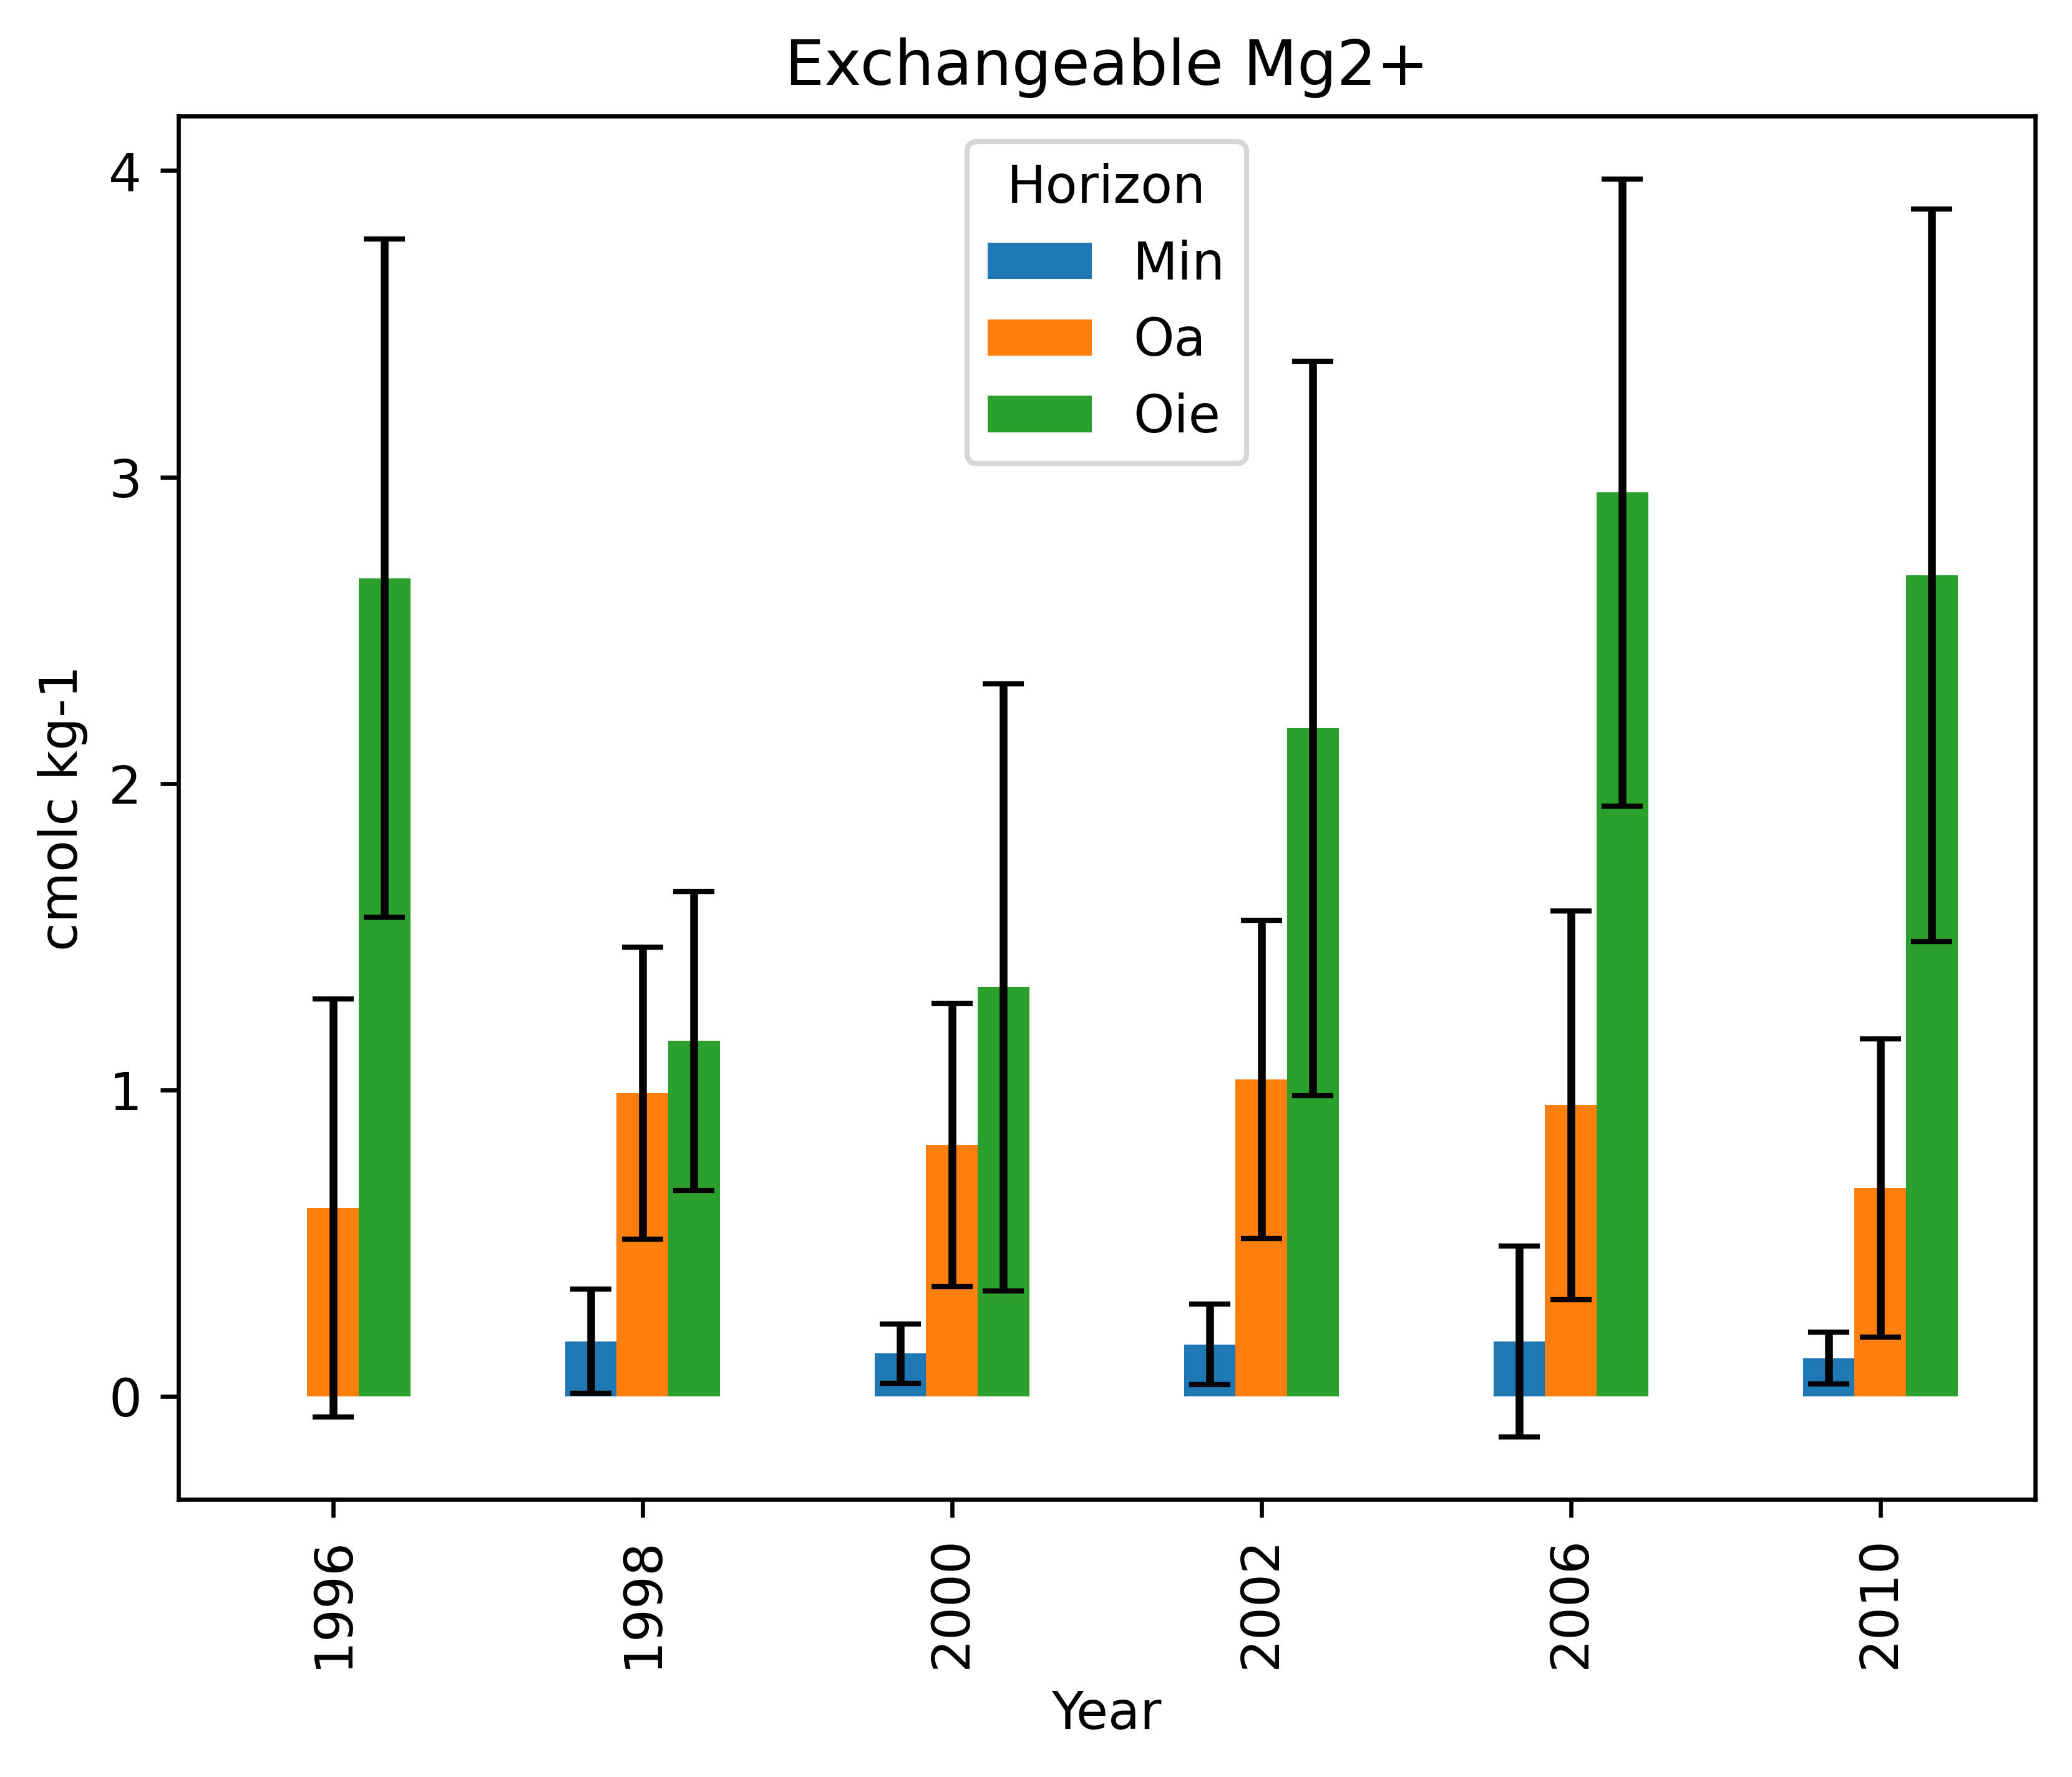 Exchangeable Mg2+
Horizon
Min
Oa
Oie
4
3
2
1
0
cmolc kg-1
1996
1998
2000
2002
2006
2010
Year